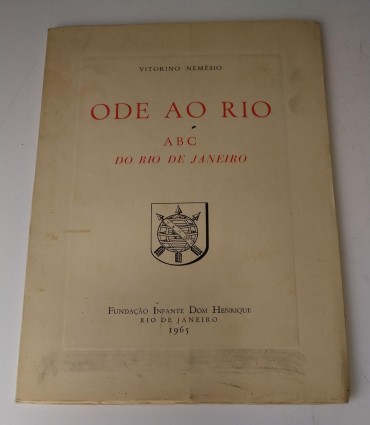 VITORINO NEMÉSIO
ODE AO RIO
ABC
DO RIO DE JANEIRO
FUNDAÇÃO INFANTE DOM HENRIQUE
RIO DE JANEIRO
1965